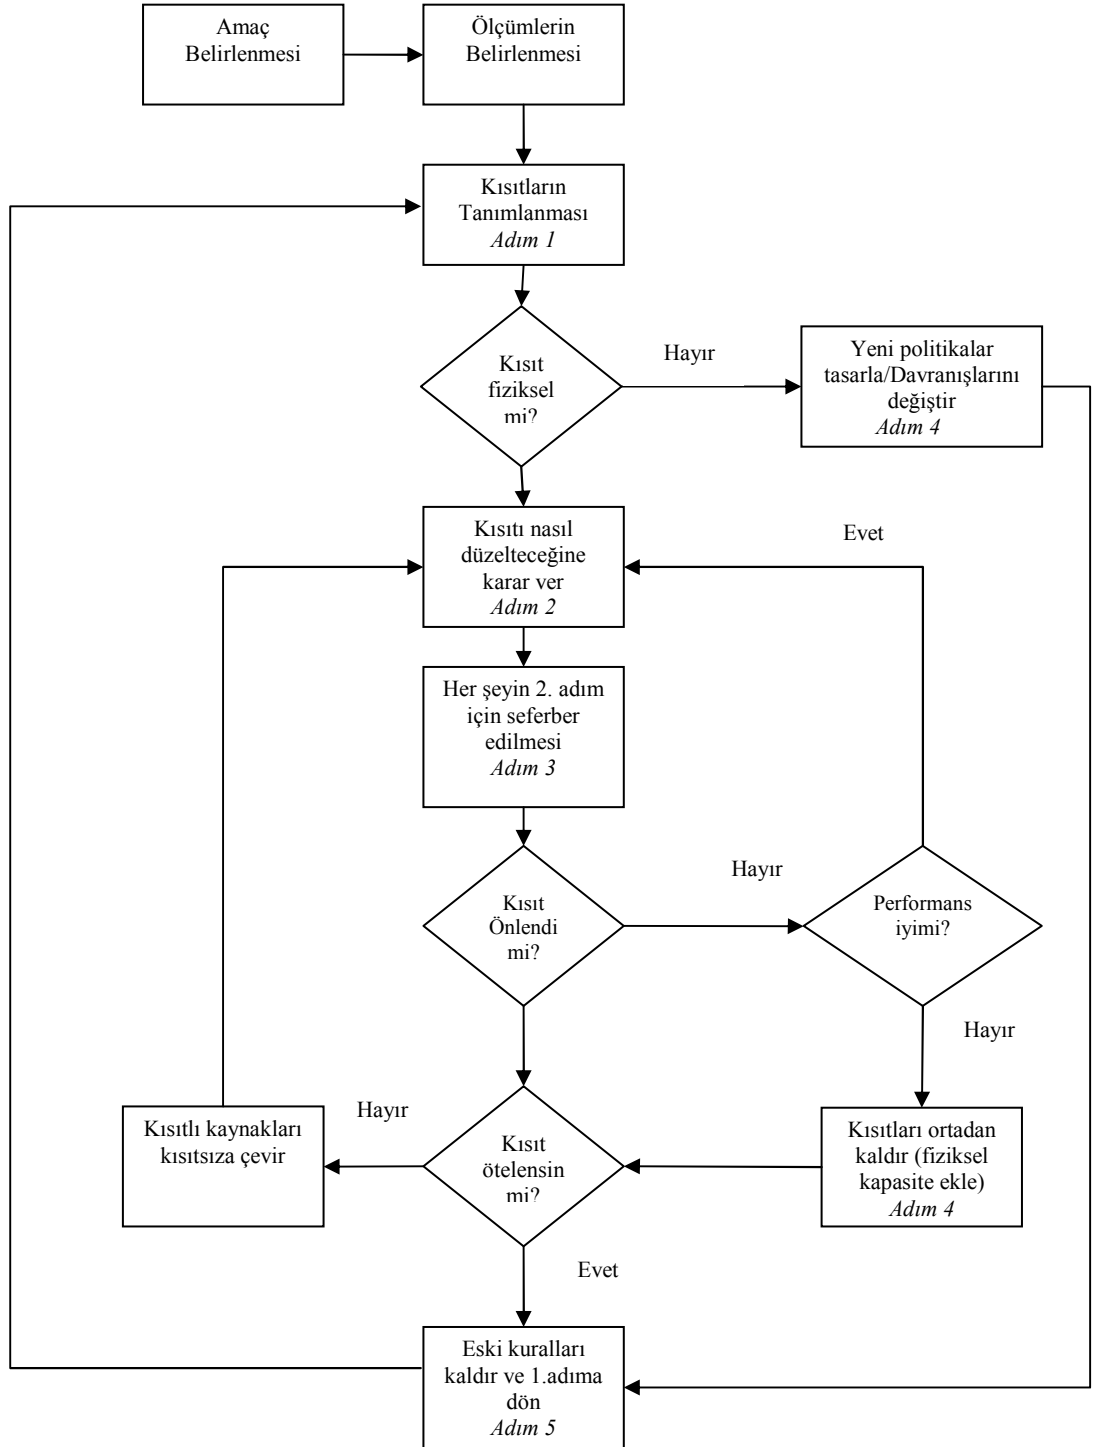 Amaç
Belirlenmesi
Ölçümlerin
Belirlenmesi
Kısıtların
Tanımlanması
Adım 1
Kısıt
fiziksel
mi?
Hayır
Yeni politikalar
tasarla/Davranışlarını
değiştir
Adım 4
Kısıtı nasıl
düzelteceğine
karar ver
Adım 2
Evet
Her şeyin 2. adım
için seferber
edilmesi
Adım 3
Kısıt
Önlendi
mi?
Hayır
Performans
iyimi?
Hayır
Kısıtlı kaynakları
kısıtsıza çevir
Hayır
Kısıt
ötelensin
mi?
Kısıtları ortadan
kaldır (fiziksel
kapasite ekle)
Adım 4
Evet
Eski kuralları
kaldır ve 1.adıma
dön
Adım 5